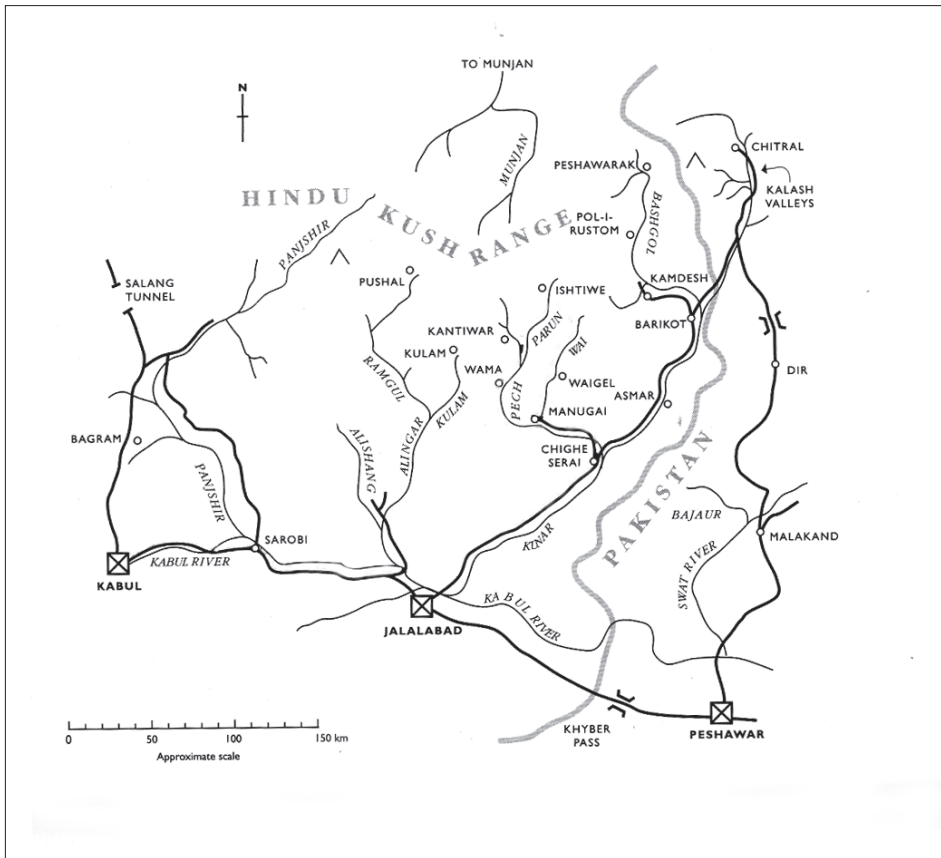 TO MUNJAN
N
MUNJAN
CHITRAL
PESHAWARAK
KALASH
VALLEYS
HINDU
KUSH RANGE
BASHGOL
POL-I-
RUSTOM
PANJSHIR
SALANG
TUNNEL
PUSHAL
ISHTIWE
KAMDESH
BARIKOT
KANTIWAR
PARUN
WAI
KULAM
RAMGUL
WAMA
PECH
WAIGEL
KULAM
DIR
ASMAR
MANUGAI
BAGRAM
ALISHANG
ALINGAR
CHIGHE
SERAI
PANJSHIR
PAKISTAN
BAJAUR
SAROBI
KUNAR
MALAKAND
KABUL RIVER
KABUL
SWAT RIVER
KABUL RIVER
JALALABAD
KHYBER
PASS
PESHAWAR
0 50 100 150 km
Approximate scale